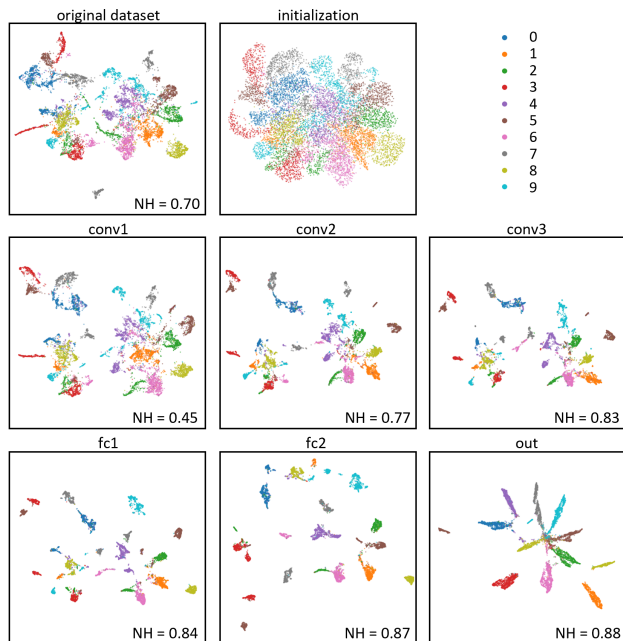 original dataset
initialization
0
1
2
3
4
5
6
7
8
9
NH = 0.70
conv1
conv2
conv3
NH = 0.45
NH = 0.77
NH = 0.83
fc1
fc2
out
NH = 0.84
NH = 0.87
NH = 0.88